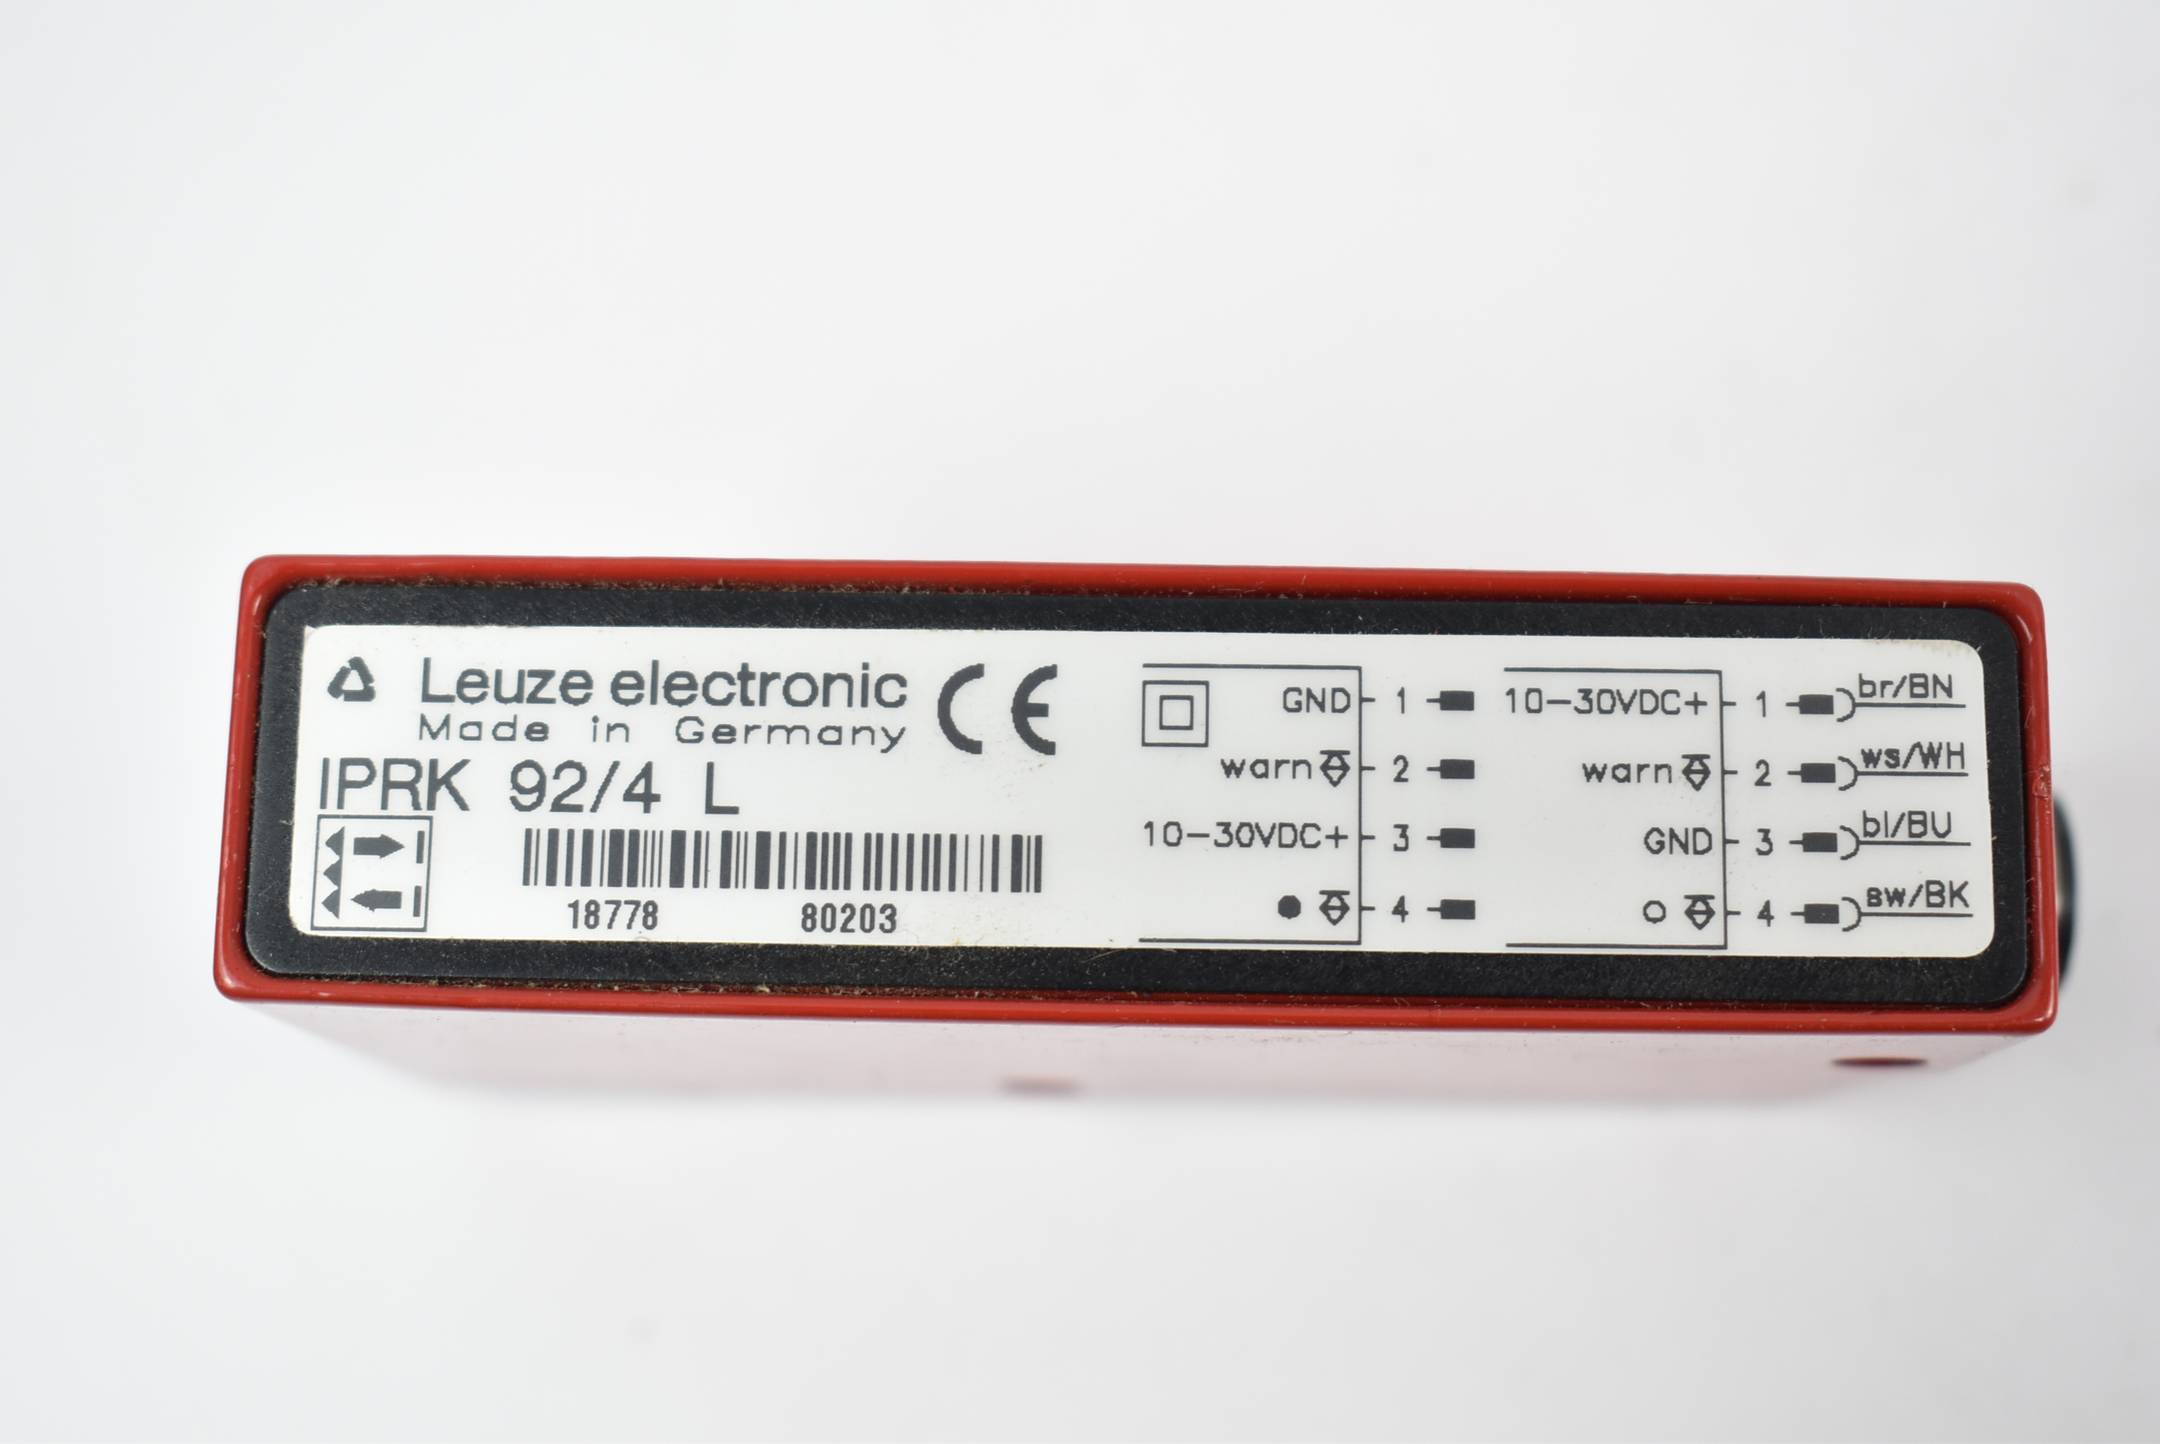 Leuze electronic CE
Made in Germany
IPRK 92/4 L
18778 80203
GND 1
warn 2
10-30VDC+ 3
4
10-30VDC+ 1 br/BN
warn 2 ws/WH
GND 3 bl/BU
4 sw/BK